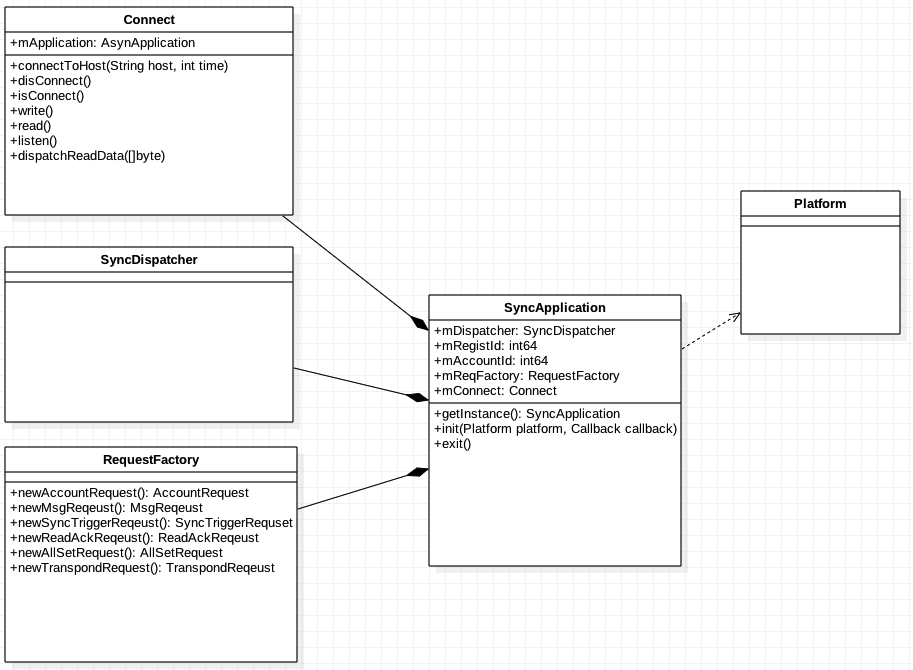 Connect
+mApplication: AsynApplication
+connectToHost(String host, int time)
+disConnect()
+isConnect()
+write()
+read()
+listen()
+dispatchReadData([]byte)
SyncDispatcher
RequestFactory
+newAccountRequest(): AccountRequest
+newMsgReqeust(): MsgReqeust
+newSyncTriggerReqeust(): SyncTriggerRequset
+newReadAckReqeust(): ReadAckReqeust
+newAllSetRequest(): AllSetRequest
+newTranspondRequest(): TranspondReqeust
SyncApplication
+mDispatcher: SyncDispatcher
+mRegistId: int64
+mAccountId: int64
+mReqFactory: RequestFactory
+mConnect: Connect
+getInstance(): SyncApplication
+init(Platform platform, Callback callback)
+exit()
Platform